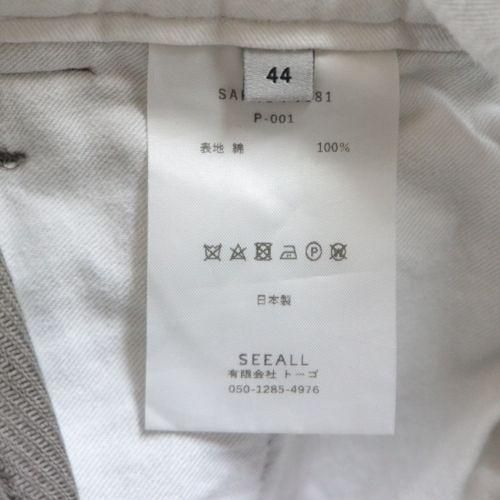 44
P-001
表地 綿 100%
日本製
SEEALL
有限会社 トーゴ
050-1285-4976